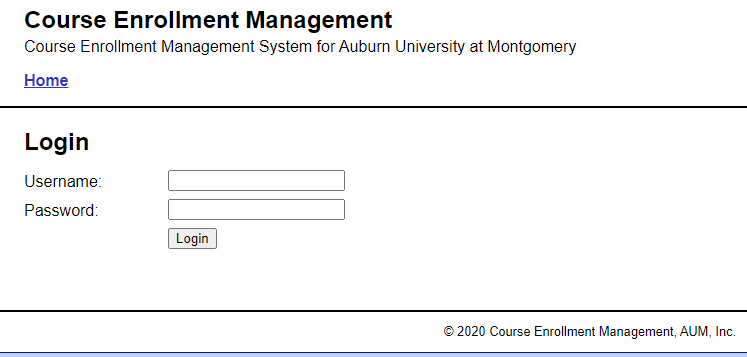 Course Enrollment Management
Course Enrollment Management System for Auburn University at Montgomery
Home
Login
Username:
Password:
Login
© 2020 Course Enrollment Management, AUM, Inc.